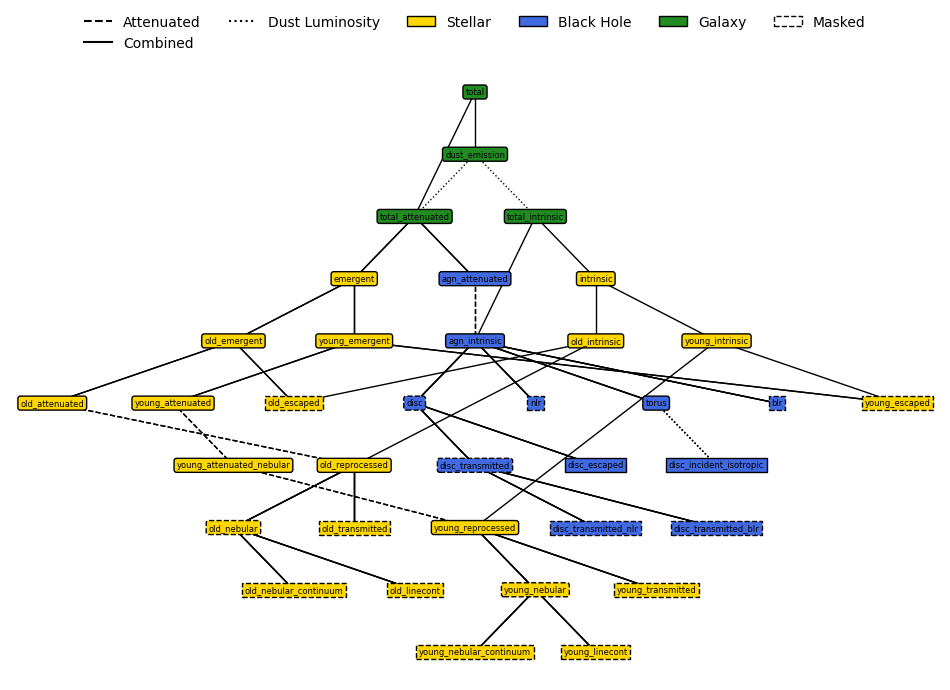 Attenuated
Dust Luminosity
Stellar
Black Hole
Galaxy
Masked
Combined
total
dust_emission
total_attenuated
total_intrinsic
emergent
agn_attenuated
intrinsic
old_emergent
young_emergent
agn_intrinsic
old_intrinsic
young_intrinsic
old_attenuated
young_attenuated
old_escaped
disc
nlr
torus
blr
young_escaped
young_attenuated_nebular
old_reprocessed
disc_transmitted
disc_escaped
disc_incident_isotropic
old_nebular
old_transmitted
young_reprocessed
disc_transmitted_nlr
disc_transmitted_blr
old_nebular_continuum
old_linecont
young_nebular
young_transmitted
young_nebular_continuum
young_linecont